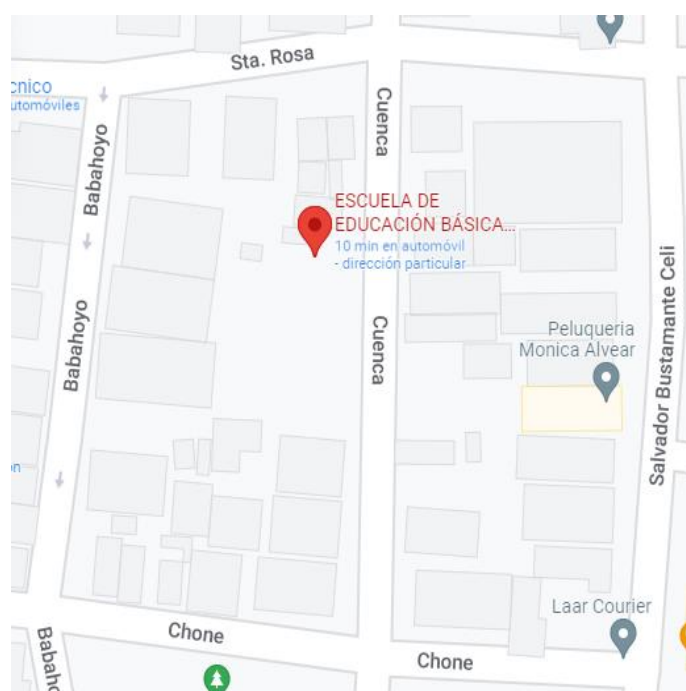 Sta. Rosa
cnico
utomóviles
Babahoyo
Cuenca
ESCUELA DE
EDUCACIÓN BÁSICA...
10 min en automóvil
- dirección particular
Babahoyo
Cuenca
Peluqueria
Monica Alvear
Salvador Bustamante Celi
on
Laar Courier
Chone
Chone
Babaho